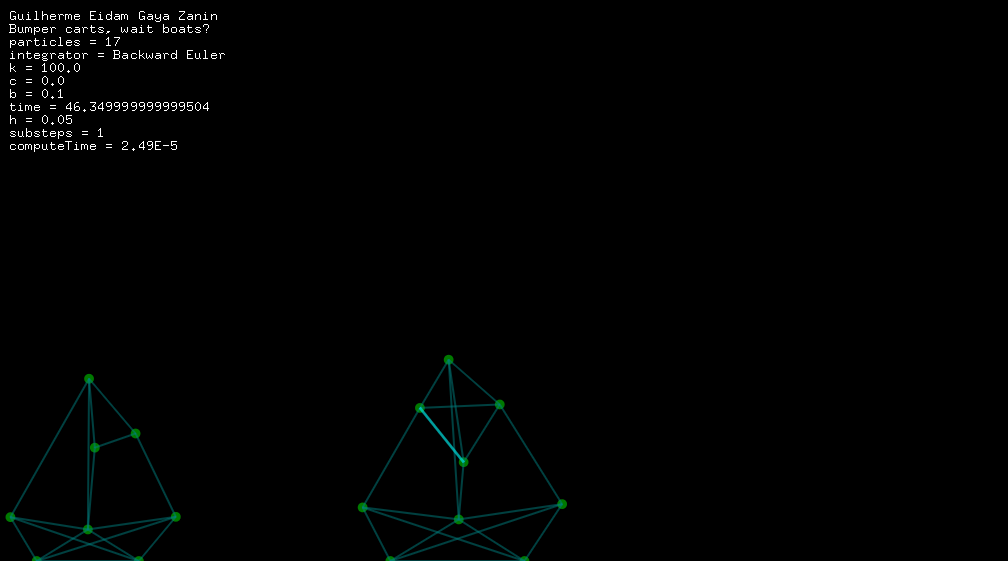 Guilherme Eidam Gaya Zanin
Bumper carts, wait boats?
particles = 17
integrator = Backward Euler
k = 100.0
c = 0.0
b = 0.1
time = 46.349999999999504
h = 0.05
substeps = 1
computeTime = 2.49E-5